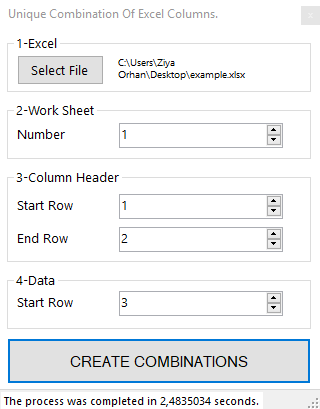 Unique Combination Of Excel Columns.
x
1-Excel
Select File
C:\Users\Ziya
Orhan\Desktop\example.xlsx
2-Work Sheet
Number 1
3-Column Header
Start Row 1
End Row 2
4-Data
Start Row 3
CREATE COMBINATIONS
The process was completed in 2,4835034 seconds.